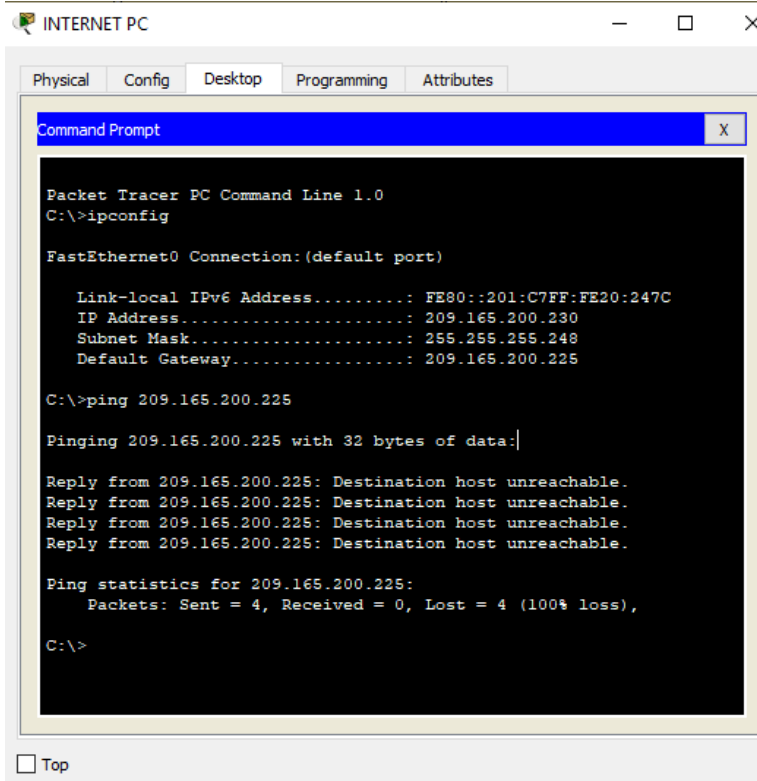 INTERNET PC
Physical Config Desktop Programming Attributes
Command Prompt X
Packet Tracer PC Command Line 1.0
C:\>ipconfig
FastEthernet0 Connection:(default port)
Link-local IPv6 Address.........: FE80::201:C7FF:FE20:247C
IP Address......................: 209.165.200.230
Subnet Mask.....................: 255.255.255.248
Default Gateway.................: 209.165.200.225
C:\>ping 209.165.200.225
Pinging 209.165.200.225 with 32 bytes of data:
Reply from 209.165.200.225: Destination host unreachable.
Reply from 209.165.200.225: Destination host unreachable.
Reply from 209.165.200.225: Destination host unreachable.
Reply from 209.165.200.225: Destination host unreachable.
Ping statistics for 209.165.200.225:
Packets: Sent = 4, Received = 0, Lost = 4 (100% loss),
C:\>
Top